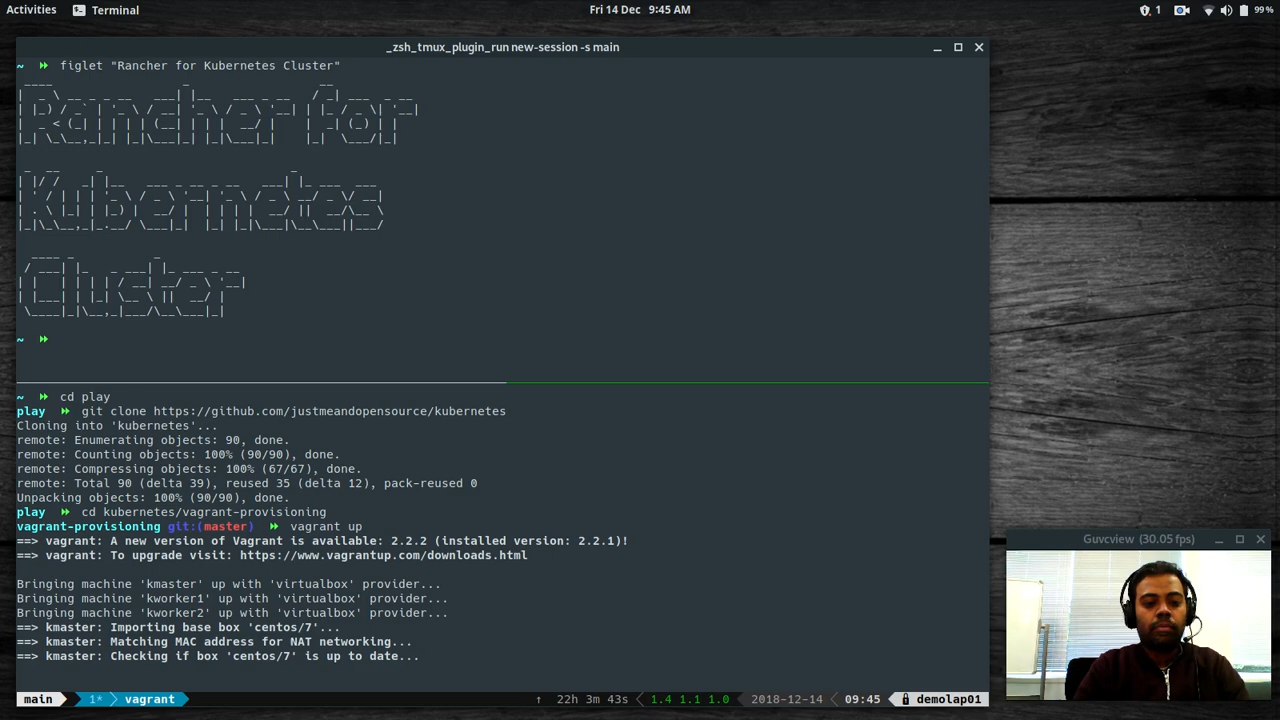 Activities
Terminal
Fri 14 Dec 9:45 AM
1
99 %
_zsh_tmux_plugin_run new-session -s main
~ figlet "Rancher for Kubernetes Cluster"
Rancher for
Kubernetes
Cluster
~
~ cd play
play git clone https://github.com/justmeandopensource/kubernetes
Cloning into 'kubernetes'...
remote: Enumerating objects: 90, done.
remote: Counting objects: 100% (90/90), done.
remote: Compressing objects: 100% (67/67), done.
remote: Total 90 (delta 39), reused 35 (delta 12), pack-reused 0
Unpacking objects: 100% (90/90), done.
play cd kubernetes/vagrant-provisioning
vagrant-provisioning git:(master) vagrant up
==> vagrant: A new version of Vagrant is available: 2.2.2 (installed version: 2.2.1)!
==> vagrant: To upgrade visit: https://www.vagrantup.com/downloads.html
Bringing machine 'kmaster' up with 'virtualbox' provider...
Bringing machine 'kworker1' up with 'virtualbox' provider...
Bringing machine 'kworker2' up with 'virtualbox' provider...
==> kmaster: Importing base box 'centos/7'...
==> kmaster: Matching MAC address for NAT networking...
==> kmaster: Checking if box 'centos/7' is up to date...
main 1* vagrant ↑ 22h 3m 43s 1.4 1.1 1.0 2018-12-14 09:45 demolap01
Guvcview (30.05 fps)